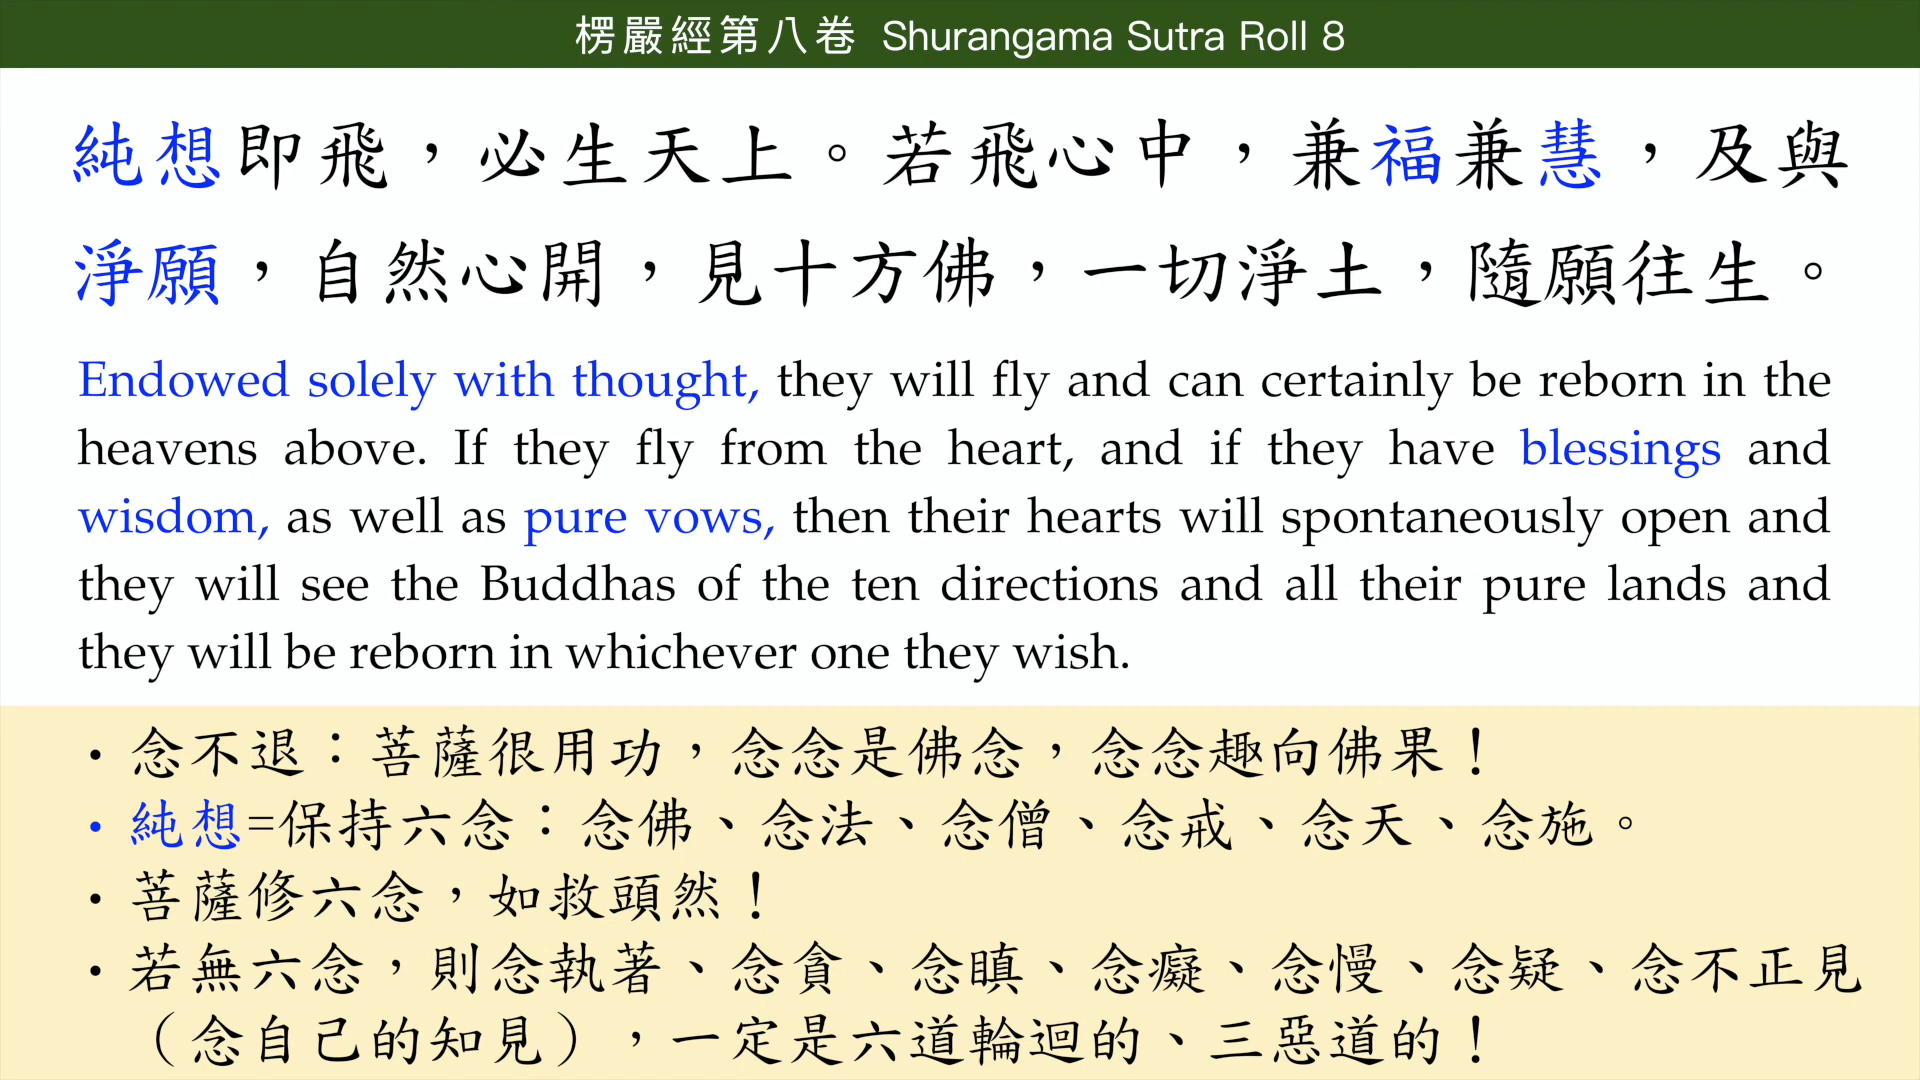 楞嚴經第八卷 Shurangama Sutra Roll 8
純想即飛，必生天上。若飛心中，兼福兼慧，及與
淨願，自然心開，見十方佛，一切淨土，隨願往生。
Endowed solely with thought, they will fly and can certainly be reborn in the
heavens above. If they fly from the heart, and if they have blessings and
wisdom, as well as pure vows, then their hearts will spontaneously open and
they will see the Buddhas of the ten directions and all their pure lands and
they will be reborn in whichever one they wish.
• 念不退：菩薩很用功，念念是佛念，念念趣向佛果！
• 純想=保持六念：念佛、念法、念僧、念戒、念天、念施。
• 菩薩修六念，如救頭然！
• 若無六念，則念執著、念貪、念瞋、念癡、念慢、念疑、念不正見
（念自己的知見），一定是六道輪迴的、三惡道的！